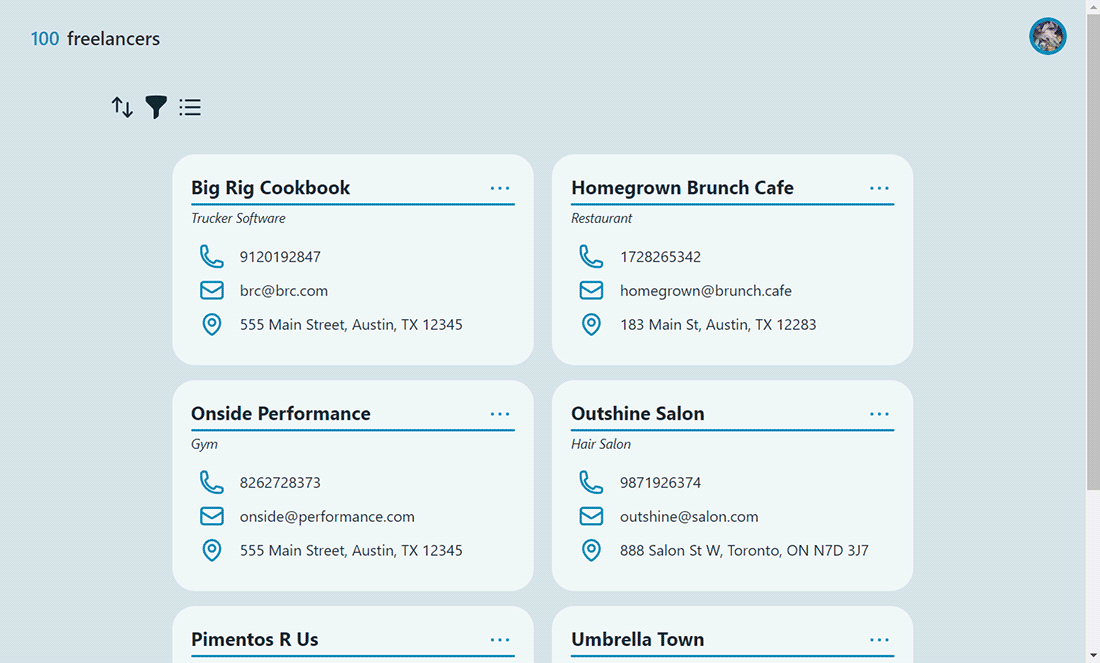 100 freelancers
Big Rig Cookbook
Trucker Software
9120192847
brc@brc.com
555 Main Street, Austin, TX 12345
Homegrown Brunch Cafe
Restaurant
1728265342
homegrown@brunch.cafe
183 Main St, Austin, TX 12283
Onside Performance
Gym
8262728373
onside@performance.com
555 Main Street, Austin, TX 12345
Outshine Salon
Hair Salon
9871926374
outshine@salon.com
888 Salon St W, Toronto, ON N7D 3J7
Pimentos R Us
Umbrella Town